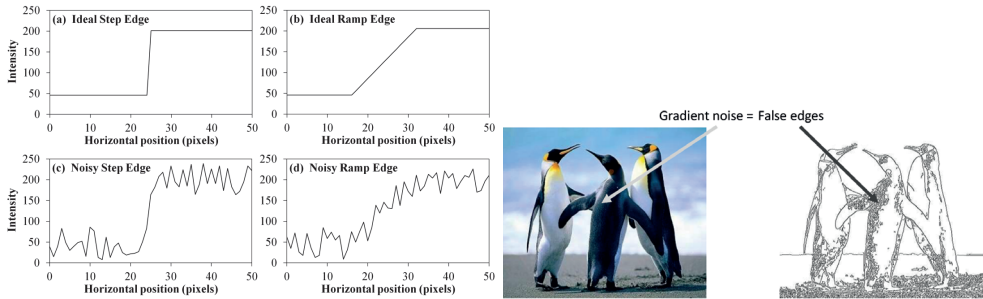 (a) Ideal Step Edge
250
200
150
100
50
0
Intensity
0 10 20 30 40 50
Horizontal position (pixels)
(b) Ideal Ramp Edge
250
200
150
100
50
0
0 10 20 30 40 50
Horizontal position (pixels)
(c) Noisy Step Edge
250
200
150
100
50
0
Intensity
0 10 20 30 40 50
Horizontal position (pixels)
(d) Noisy Ramp Edge
250
200
150
100
50
0
0 10 20 30 40 50
Horizontal position (pixels)
Gradient noise = False edges